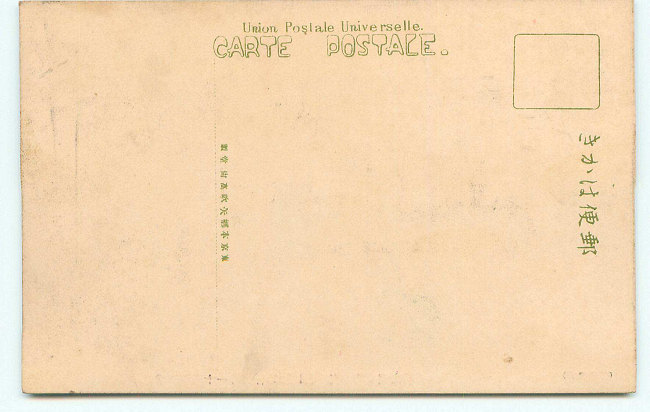 Union Postale Universelle.
CARTE POSTALE.
きかは便郵